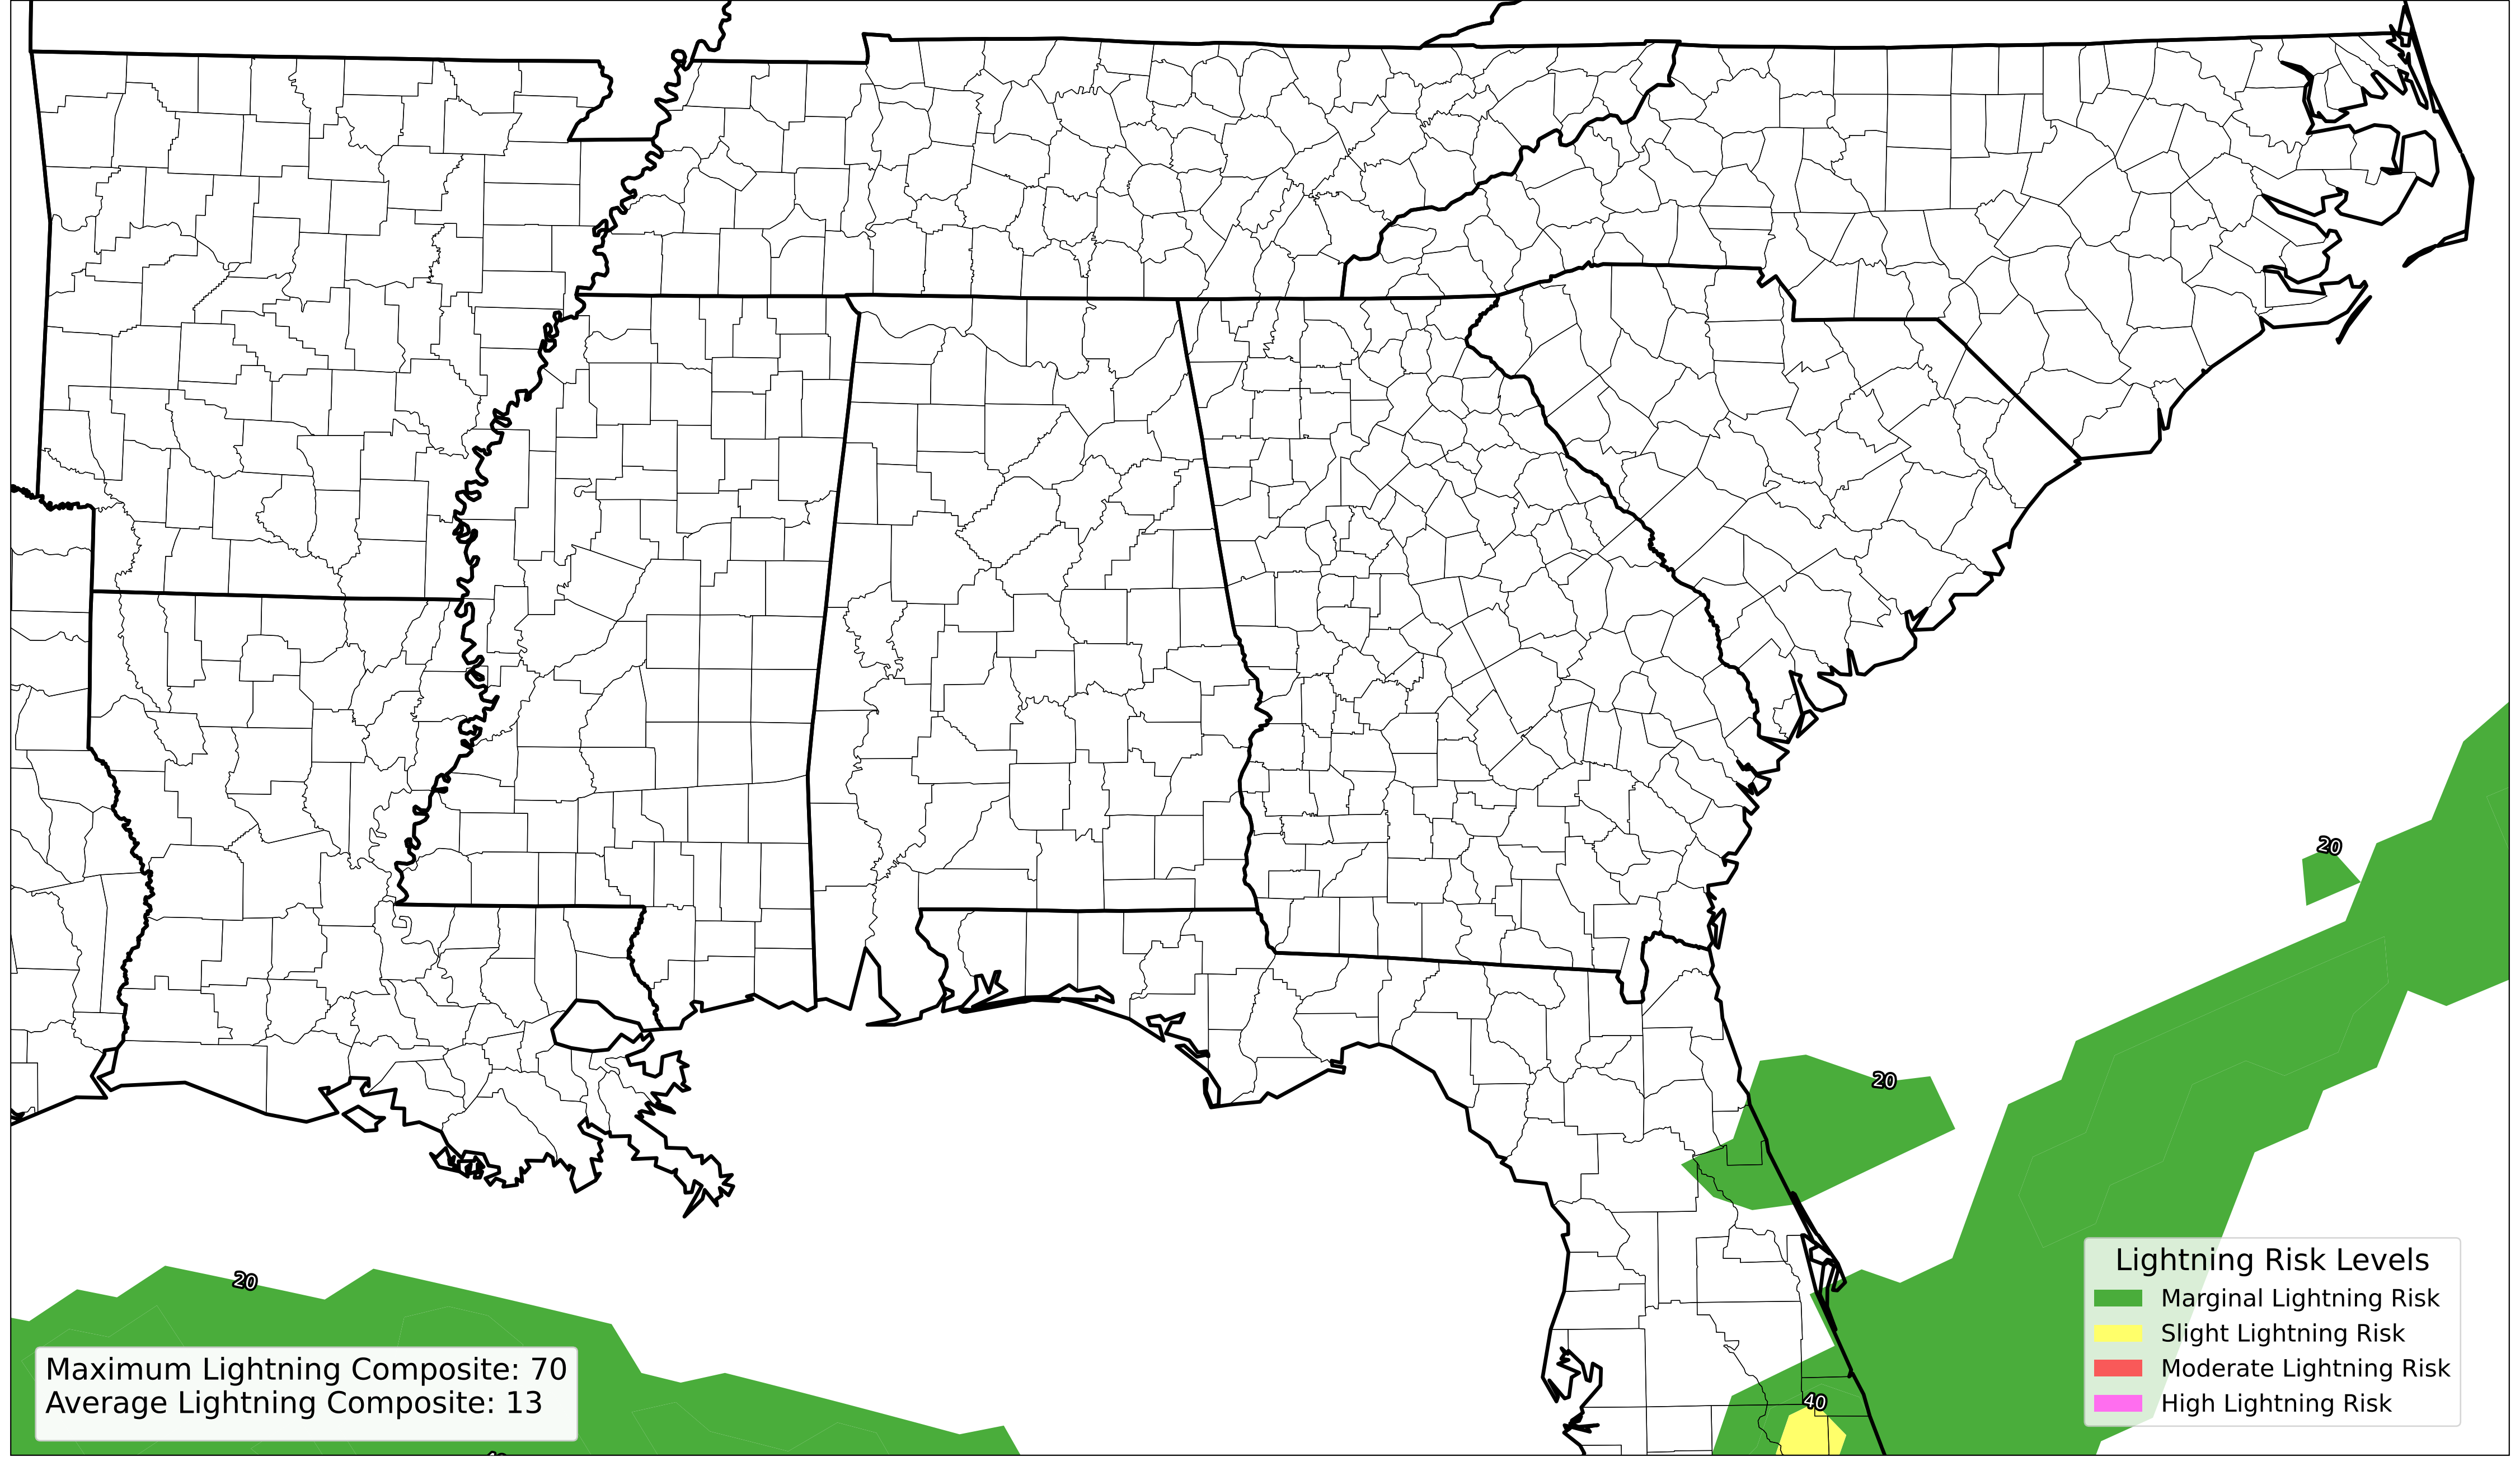 20
20
20
Lightning Risk Levels
Marginal Lightning Risk
Slight Lightning Risk
Moderate Lightning Risk
High Lightning Risk
Maximum Lightning Composite: 70
Average Lightning Composite: 13
40